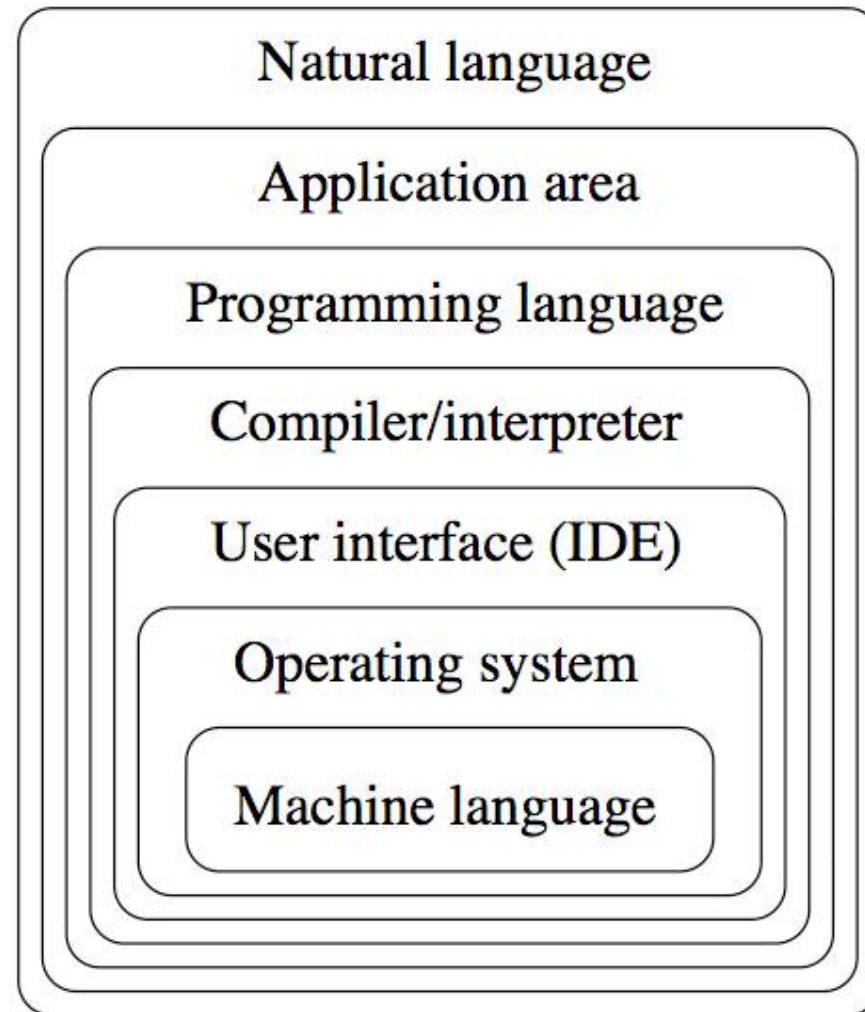 Natural language
Application area
Programming language
Compiler/interpreter
User interface (IDE)
Operating system
Machine language